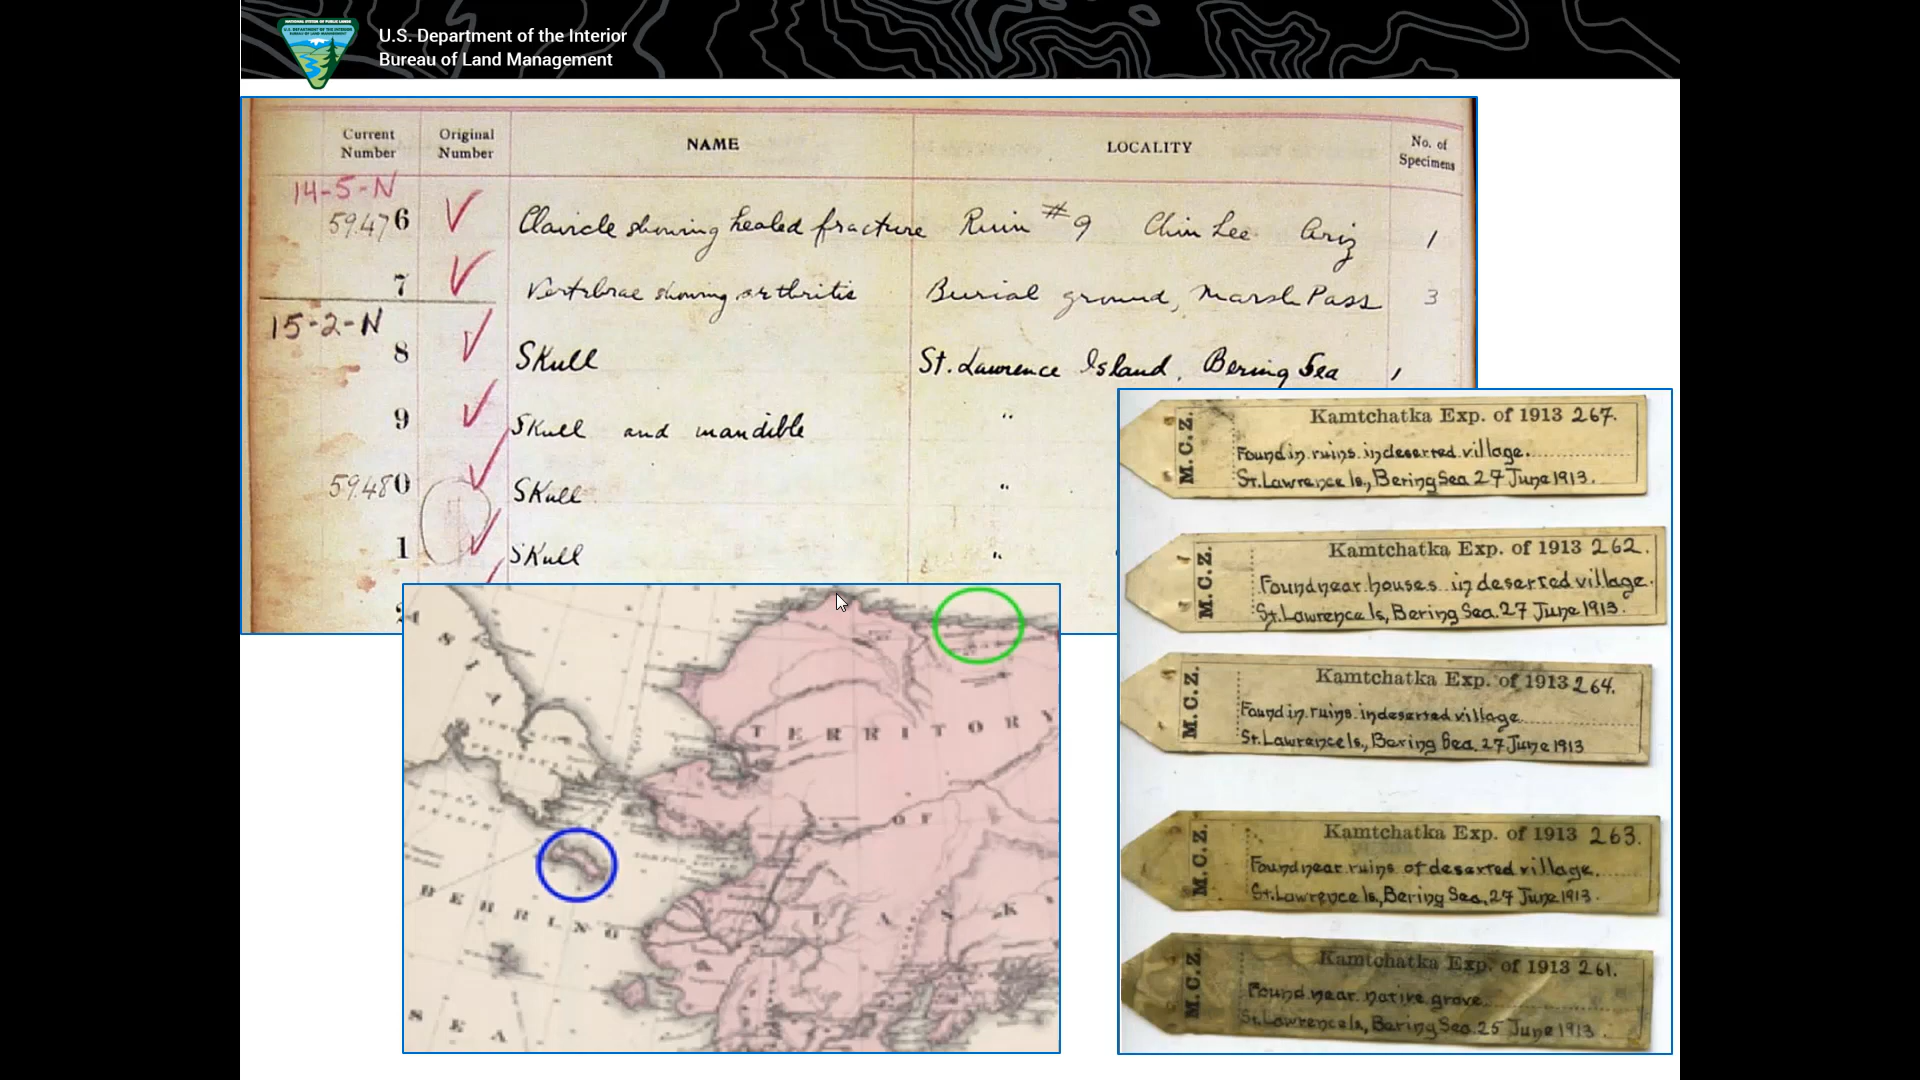 U.S. Department of the Interior
Bureau of Land Management
Current Number
Original Number
NAME
LOCALITY
No. of Specimens
14-5-N
59476 Clavicle showing healed fracture Ruin #9 Chin Lee Ariz 1
7 Vertebrae showing arthritis Burial ground, Marsh Pass 3
15-2-N
8 Skull St. Lawrence Island, Bering Sea 1
9 Skull and mandible "
59480 Skull "
1 Skull "
M.C.Z.
Kamtchatka Exp. of 1913 267.
Found in ruins in deserted village.
St. Lawrence Is., Bering Sea 27 June 1913.
M.C.Z.
Kamtchatka Exp. of 1913 262.
Found near houses in deserted village.
St. Lawrence Is, Bering Sea. 27 June 1913.
M.C.Z.
Kamtchatka Exp. of 1913 264.
Found in ruins in deserted village
St. Lawrence Is., Bering Sea. 27 June 1913
M.C.Z.
Kamtchatka Exp. of 1913 263.
Found near ruins of deserted village.
St. Lawrence Is., Bering Sea, 27 June 1913.
M.C.Z.
Kamtchatka Exp. of 1913 261.
Found near native grove.
St. Lawrence Is., Bering Sea. 25 June 1913.
ASIA
TERRITORY
OF
ALASK
BEHRING
SEA